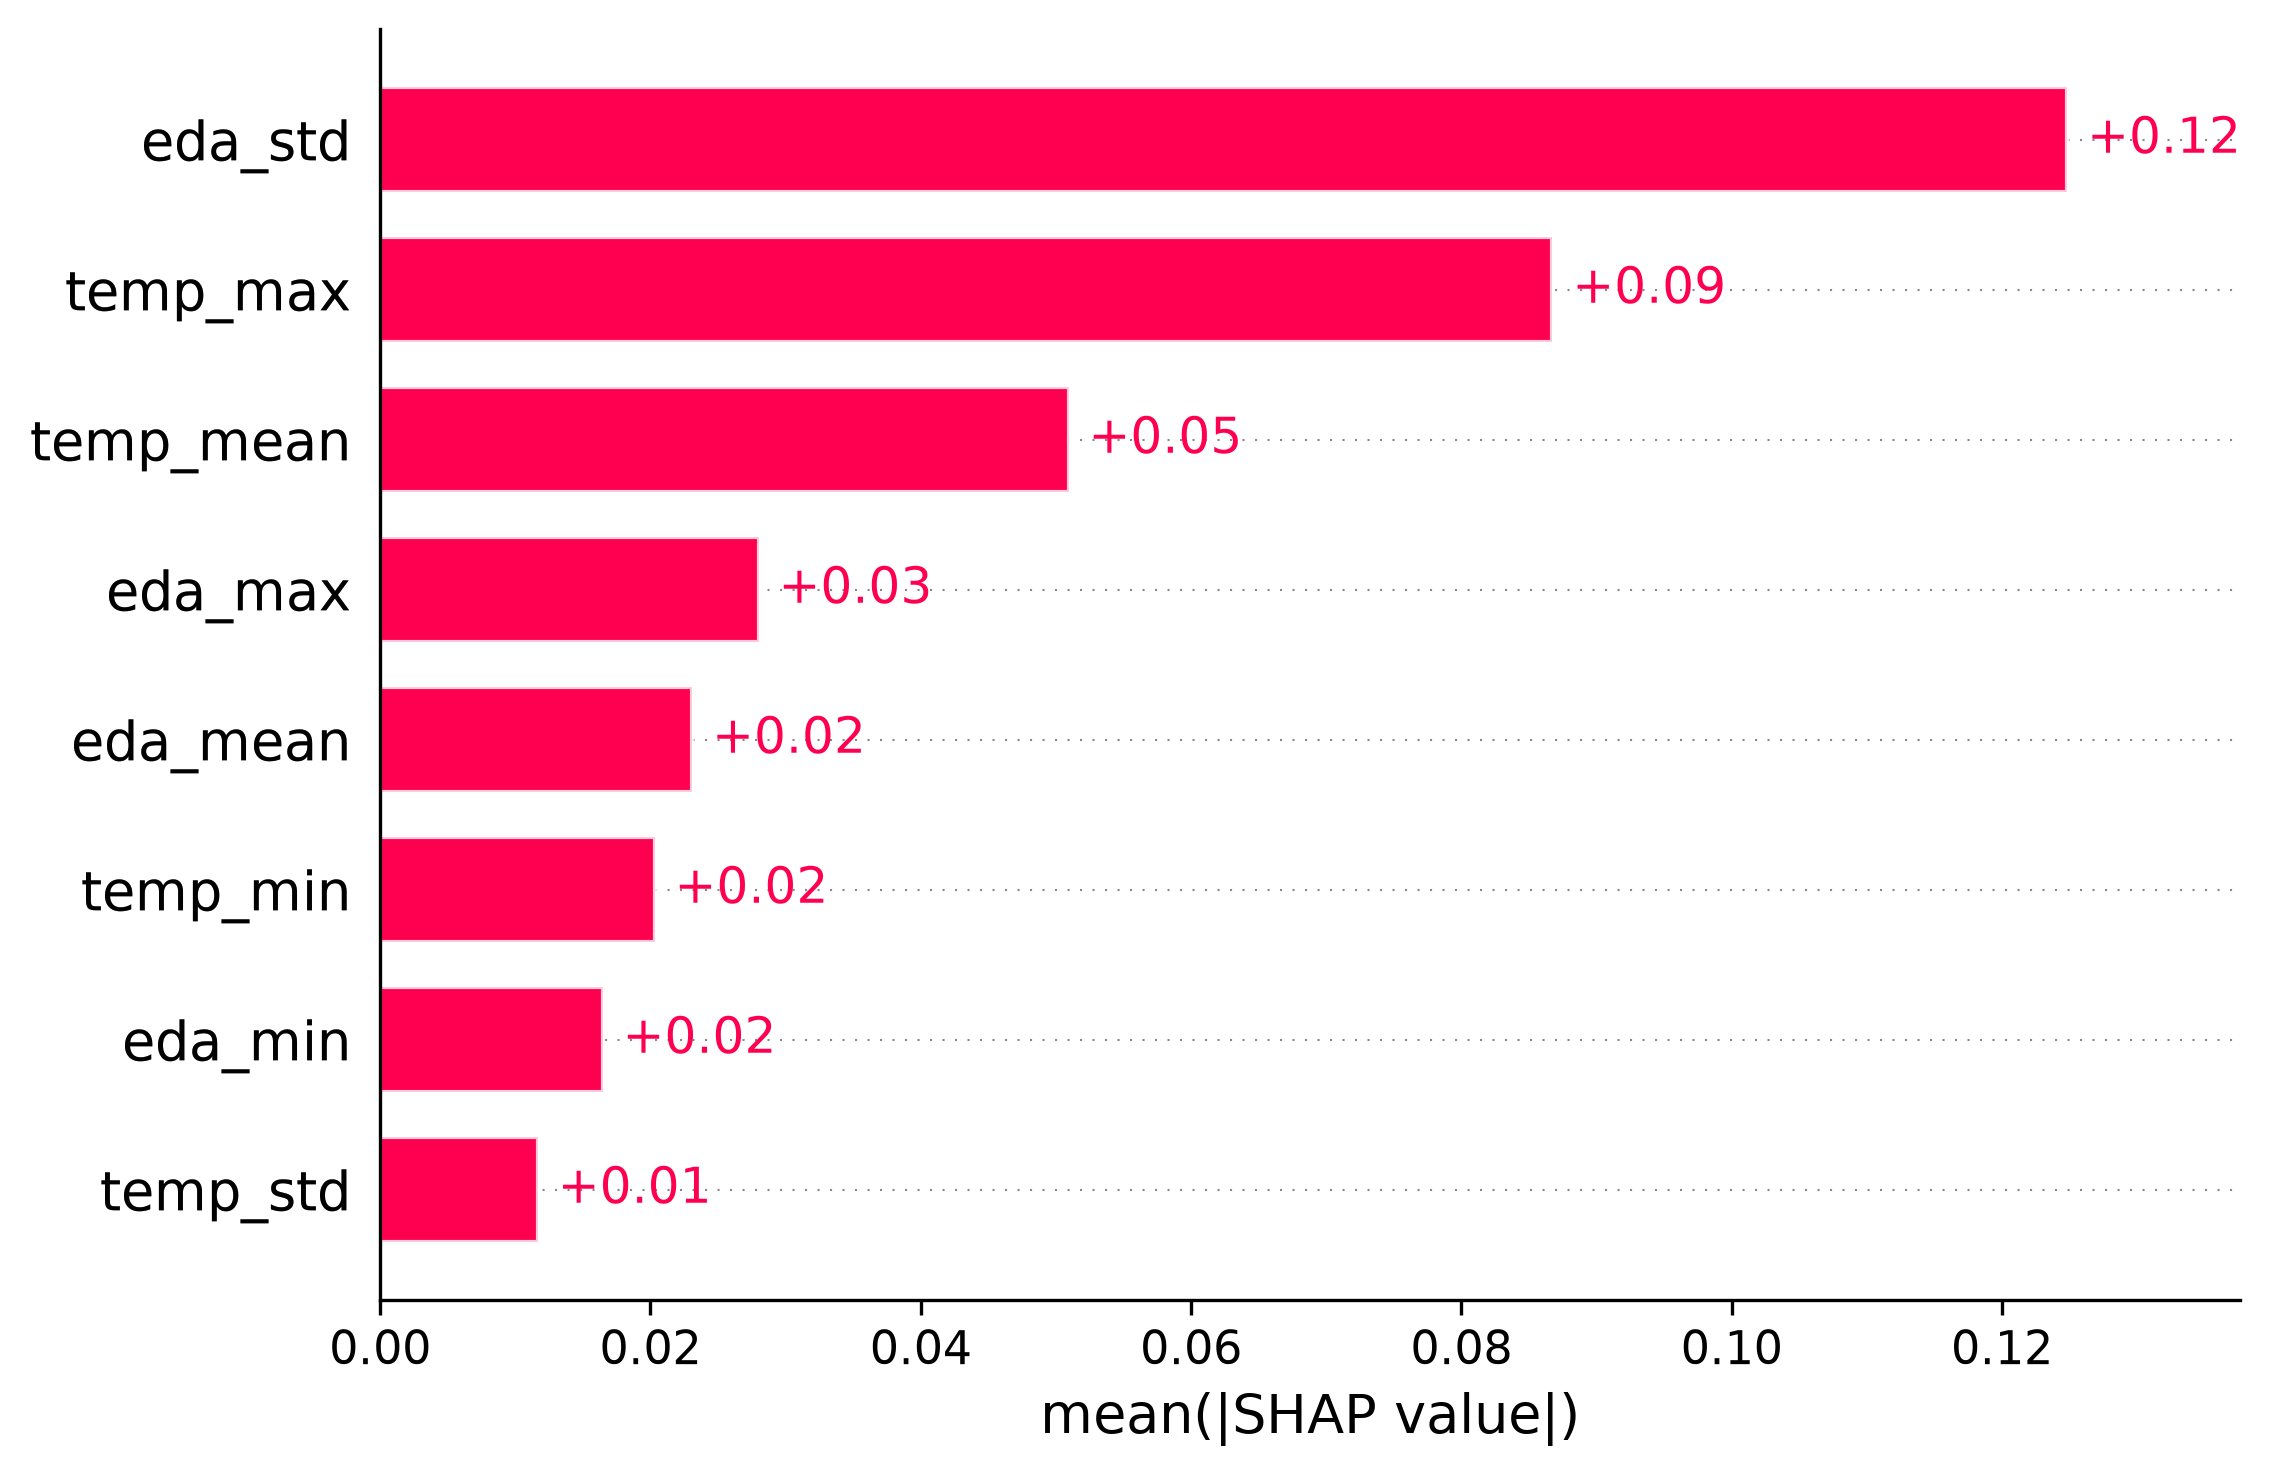 eda_std +0.12
temp_max +0.09
temp_mean +0.05
eda_max +0.03
eda_mean +0.02
temp_min +0.02
eda_min +0.02
temp_std +0.01
0.00 0.02 0.04 0.06 0.08 0.10 0.12
mean(|SHAP value|)